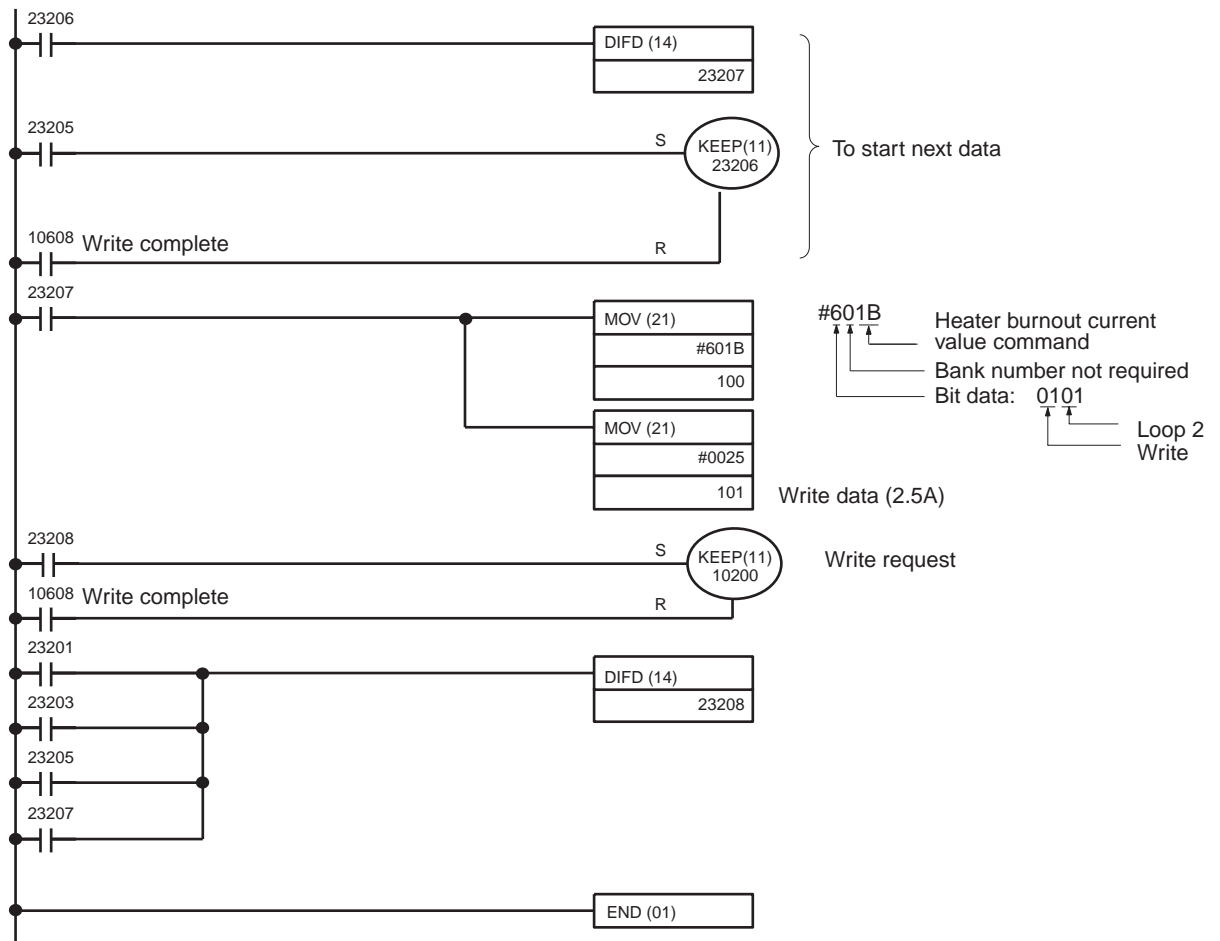 23206
DIFD (14)
23207
23205
S
KEEP(11)
23206
To start next data
10608 Write complete
R
23207
MOV (21)
#601B
100
#601B
Heater burnout current
value command
Bank number not required
Bit data: 0101
Loop 2
Write
MOV (21)
#0025
101
Write data (2.5A)
23208
S
KEEP(11)
10200
Write request
10608 Write complete
R
23201
DIFD (14)
23208
23203
23205
23207
END (01)